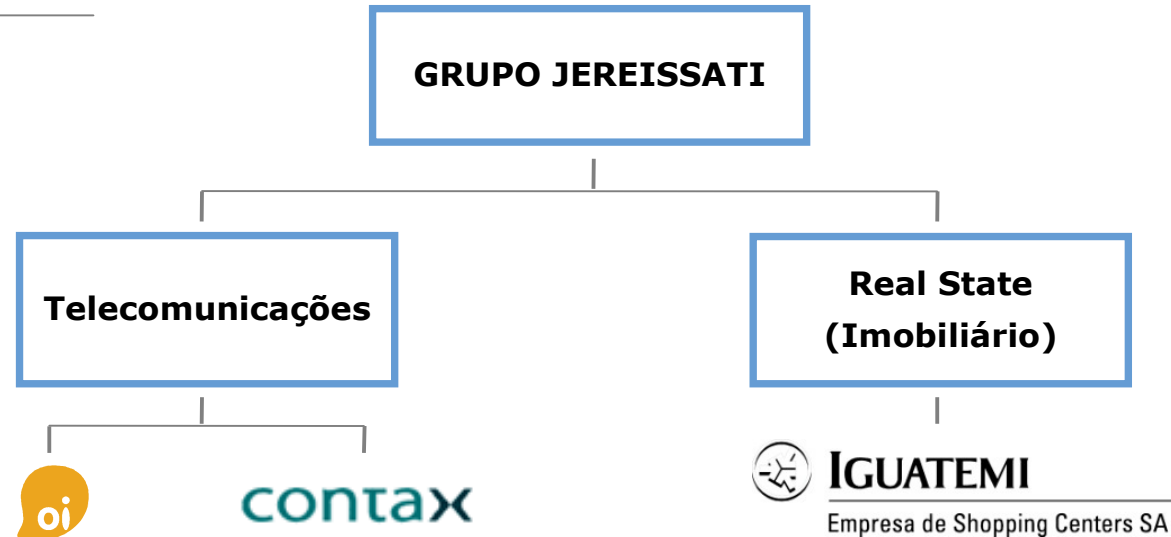 GRUPO JEREISSATI
Telecomunicações
Real State
(Imobiliário)
oi
contax
IGUATEMI
Empresa de Shopping Centers SA